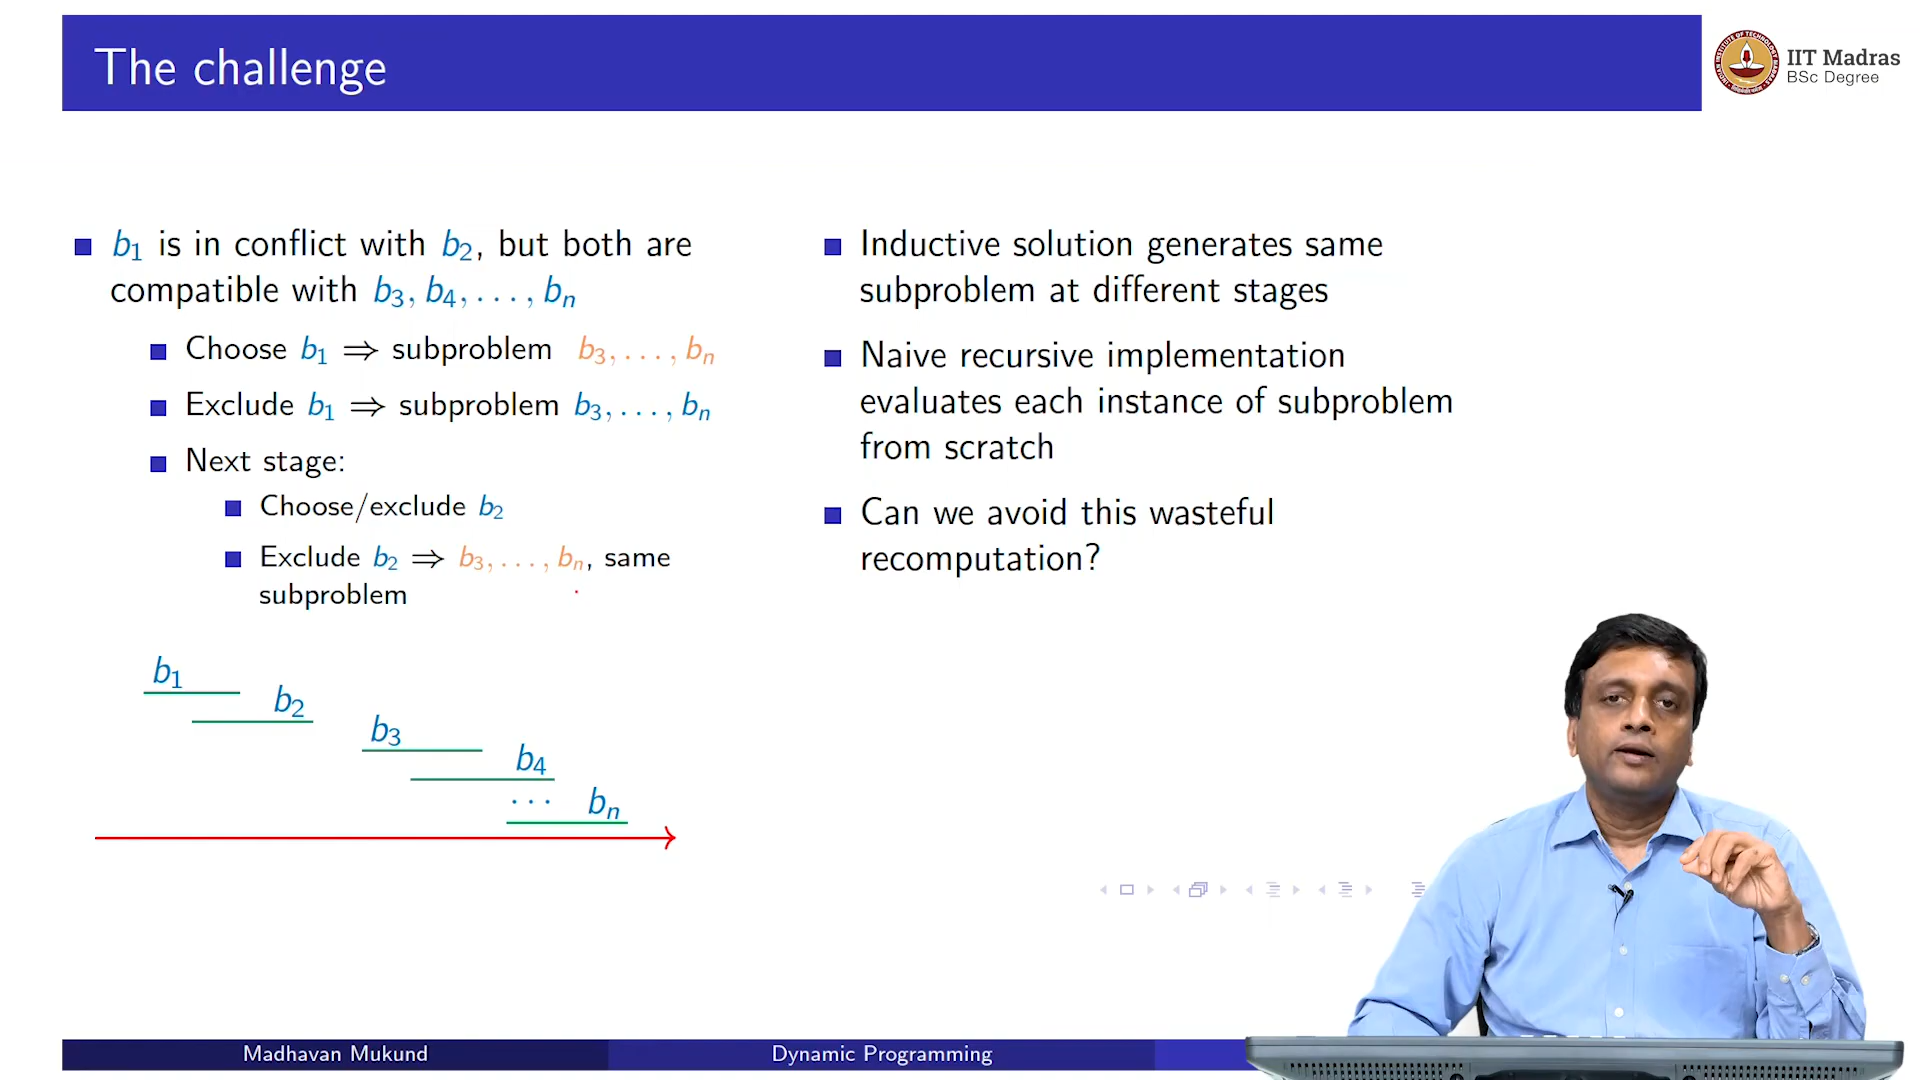 The challenge
IIT Madras
BSc Degree
b₁ is in conflict with b₂, but both are
compatible with b₃, b₄, . . . , bₙ
Choose b₁ ⇒ subproblem b₃, . . . , bₙ
Exclude b₁ ⇒ subproblem b₃, . . . , bₙ
Next stage:
Choose/exclude b₂
Exclude b₂ ⇒ b₃, . . . , bₙ, same
subproblem
b₁
b₂
b₃
b₄
· · · bₙ
Inductive solution generates same
subproblem at different stages
Naive recursive implementation
evaluates each instance of subproblem
from scratch
Can we avoid this wasteful
recomputation?
Madhavan Mukund
Dynamic Programming